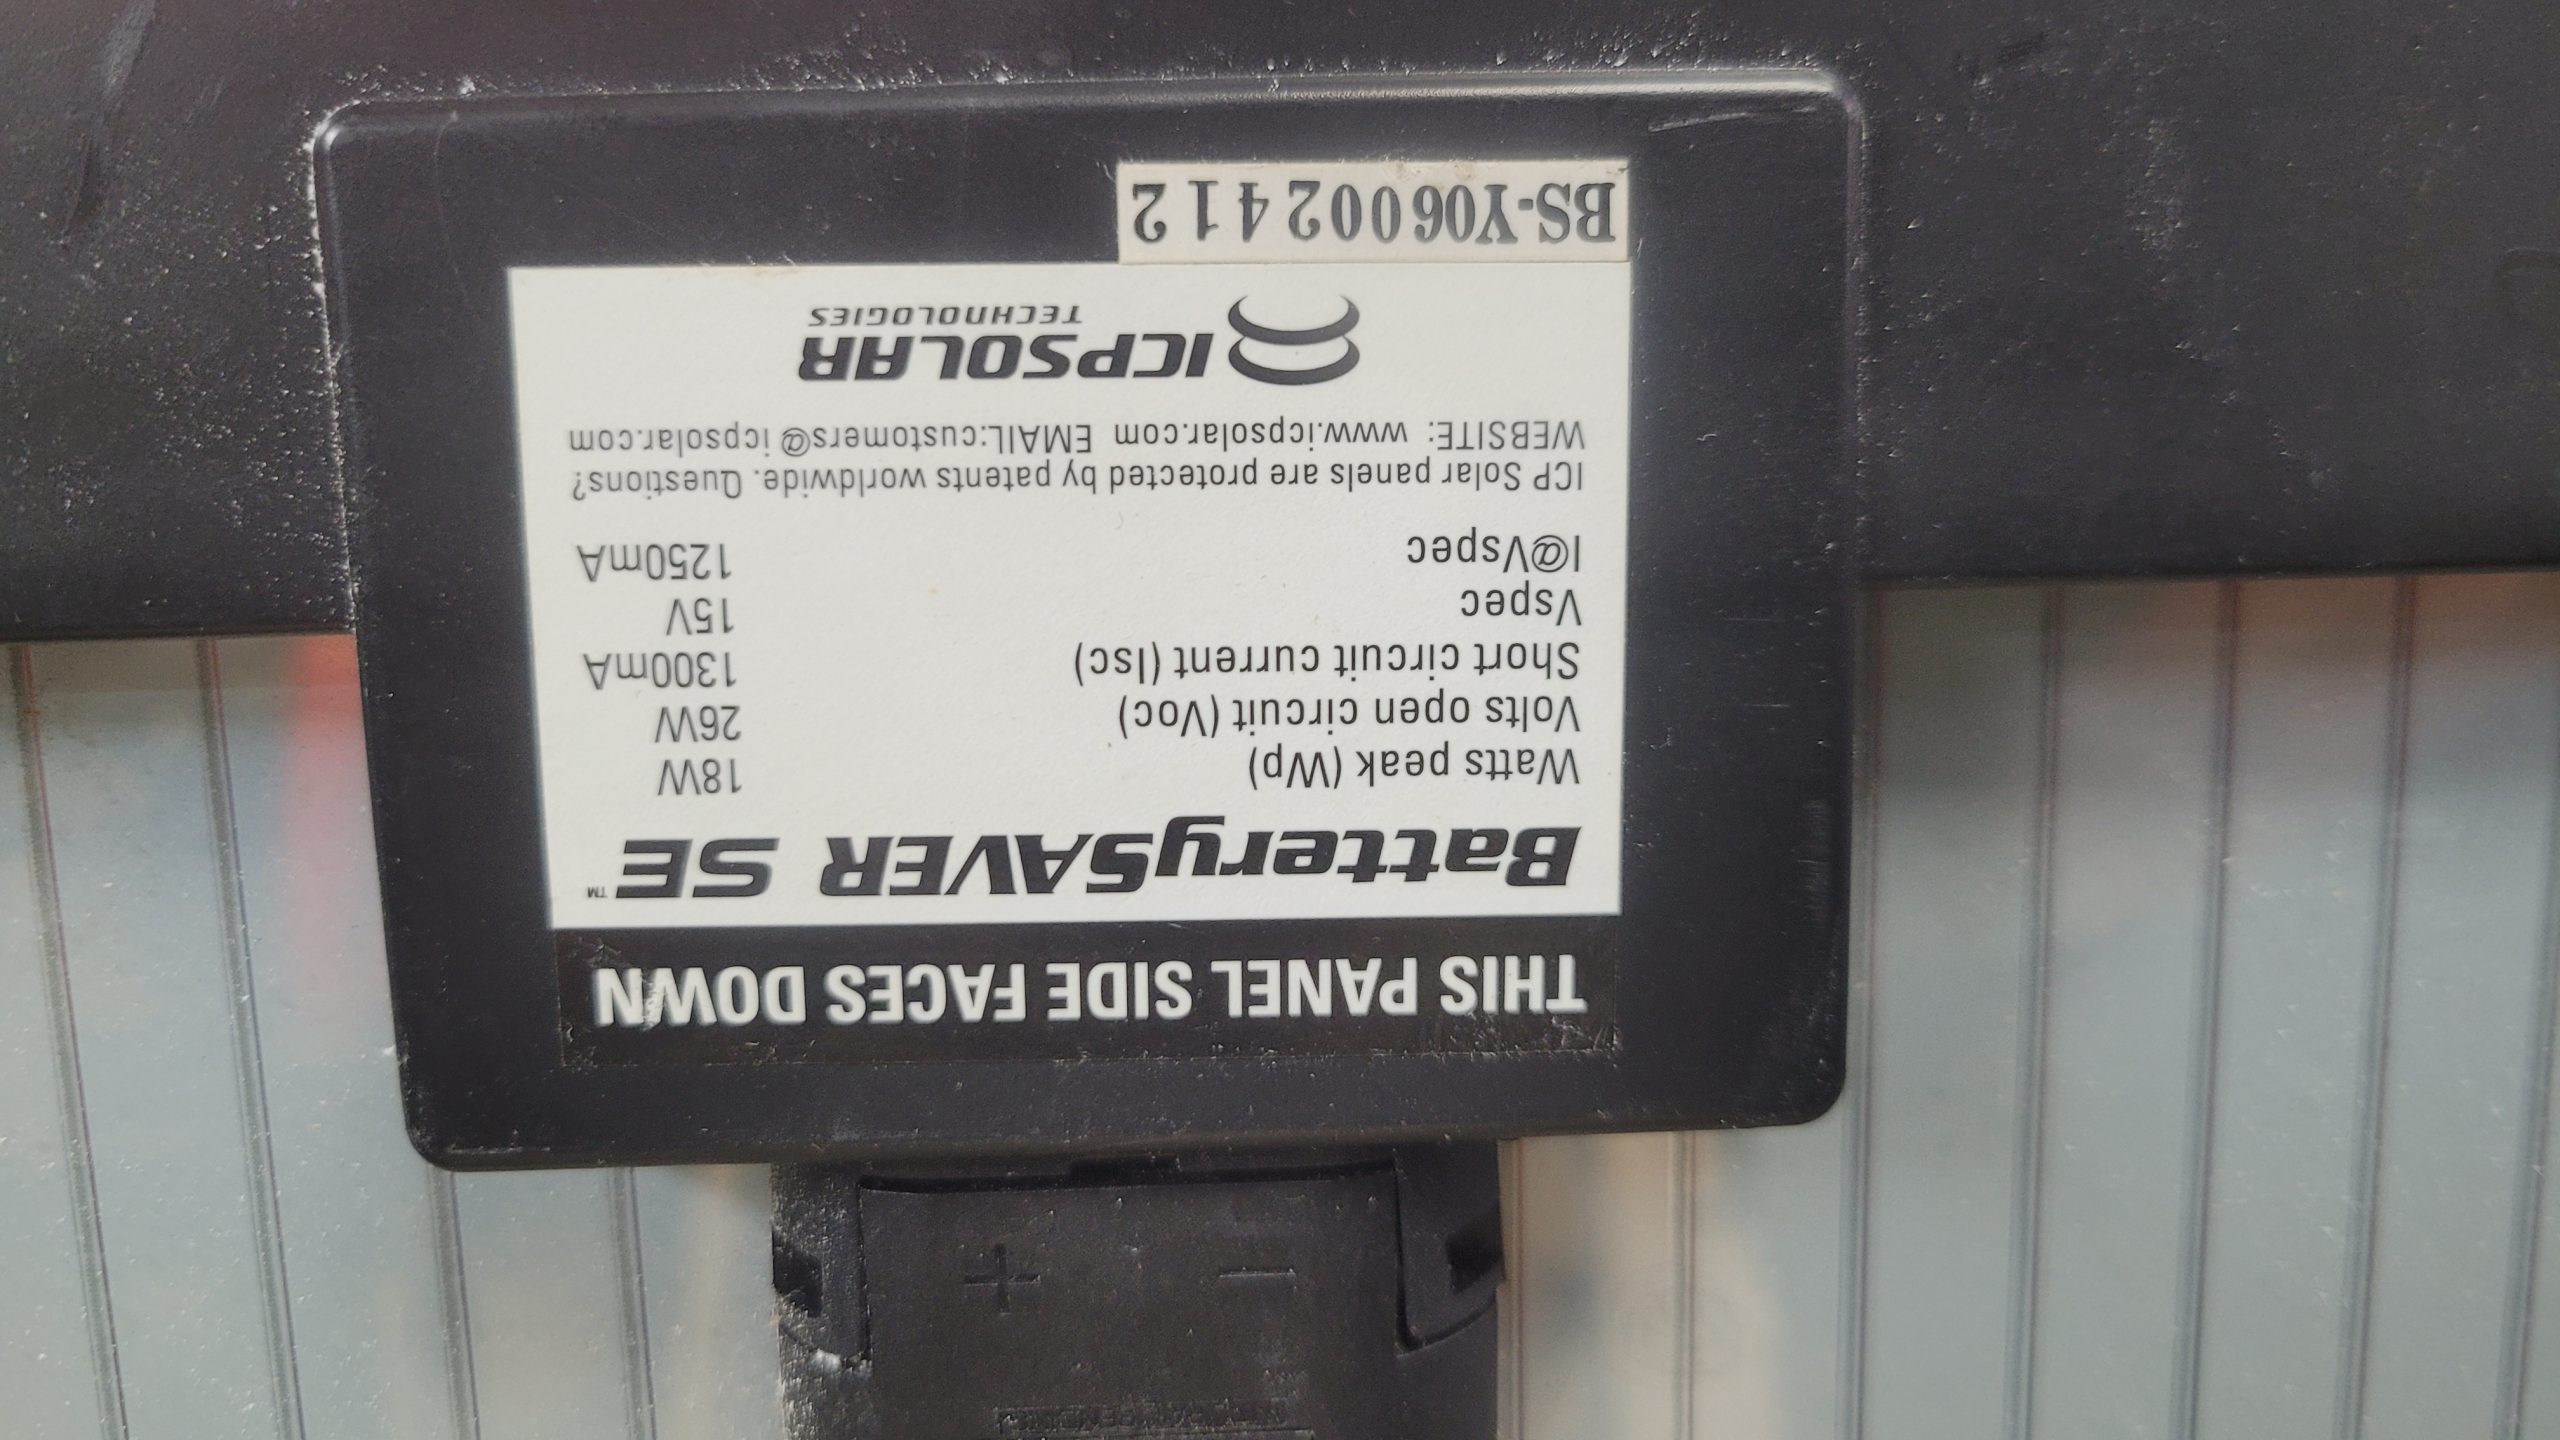 THIS PANEL SIDE FACES DOWN
BatterySAVER SE™
Watts peak (Wp) 18W
Volts open circuit (Voc) 26W
Short circuit current (Isc) 1300mA
Vspec 15V
I@Vspec 1250mA
ICP Solar panels are protected by patents worldwide. Questions?
WEBSITE: www.icpsolar.com EMAIL:customers@icpsolar.com
ICPSOLAR
TECHNOLOGIES
BS-Y06002412
− +